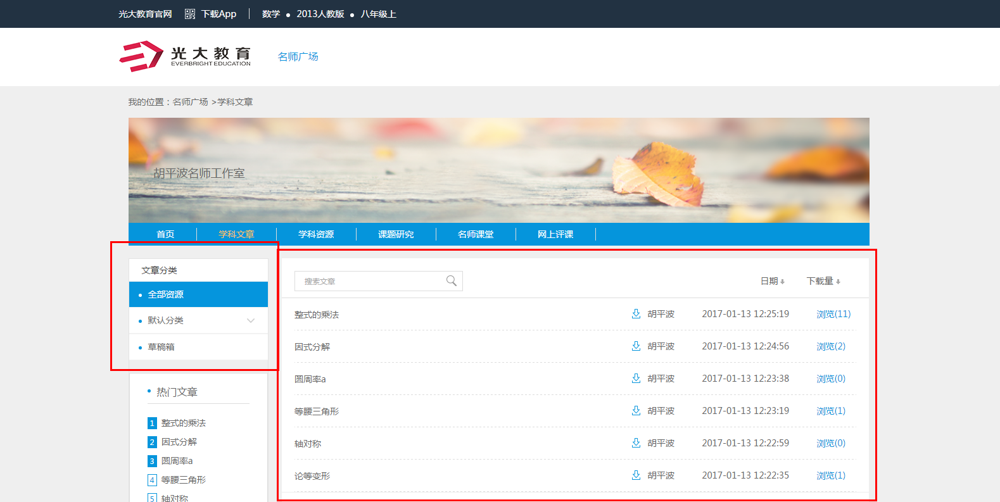 光大教育官网 下载App 数学 ● 2013人教版 ● 八年级上
光大教育
EVERBRIGHT EDUCATION
名师广场
我的位置：名师广场 >学科文章
胡平波名师工作室
首页 学科文章 学科资源 课题研究 名师课堂 网上评课
文章分类
全部资源
默认分类
草稿箱
热门文章
1 整式的乘法
2 因式分解
3 圆周率a
4 等腰三角形
5 轴对称
搜索文章 日期 下载量
整式的乘法 胡平波 2017-01-13 12:25:19 浏览(11)
因式分解 胡平波 2017-01-13 12:24:56 浏览(2)
圆周率a 胡平波 2017-01-13 12:23:38 浏览(0)
等腰三角形 胡平波 2017-01-13 12:23:19 浏览(1)
轴对称 胡平波 2017-01-13 12:22:59 浏览(0)
论等变形 胡平波 2017-01-13 12:22:35 浏览(1)